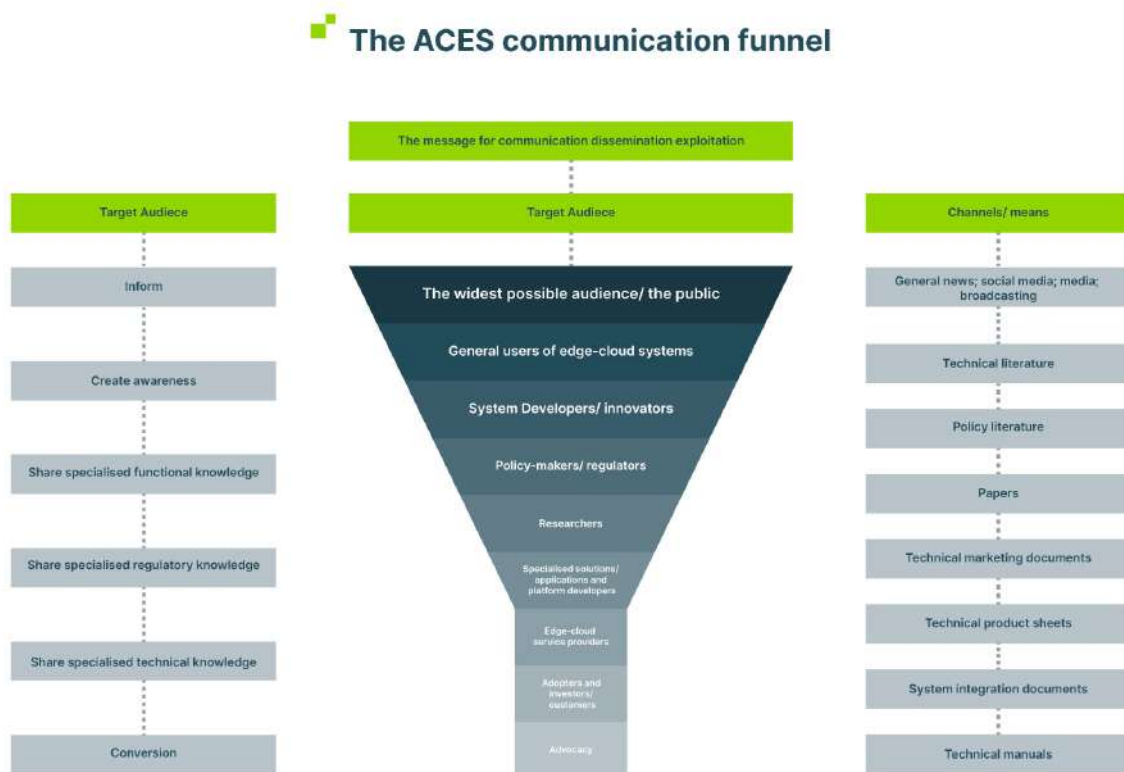 The ACES communication funnel
The message for communication dissemination exploitation
Target Audiece
Inform
Create awareness
Share specialised functional knowledge
Share specialised regulatory knowledge
Share specialised technical knowledge
Conversion
Target Audiece
The widest possible audience/ the public
General users of edge-cloud systems
System Developers/ innovators
Policy-makers/ regulators
Researchers
Specialised solutions/
applications and
platform developers
Edge-cloud
service providers
Adopters and
investors/
customers
Advocacy
Channels/ means
General news; social media; media;
broadcasting
Technical literature
Policy literature
Papers
Technical marketing documents
Technical product sheets
System integration documents
Technical manuals